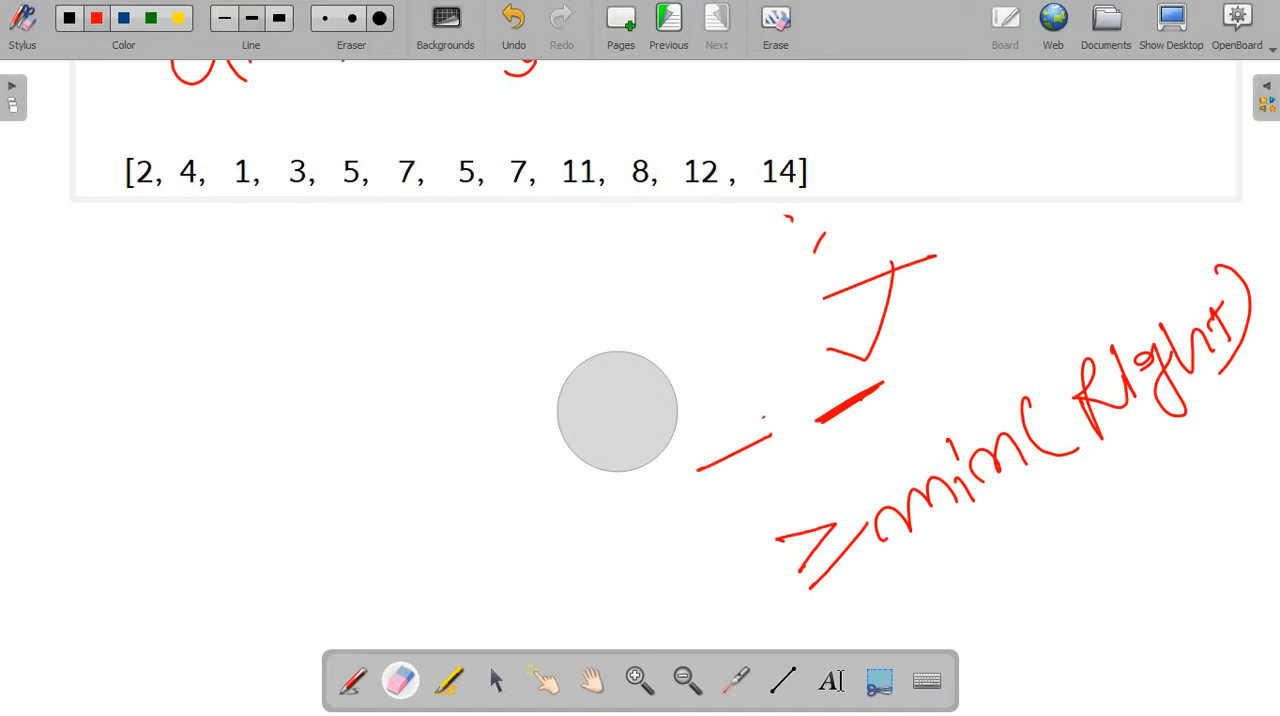 Stylus Color Line Eraser Backgrounds Undo Redo Pages Previous Next Erase Board Web Documents Show Desktop OpenBoard
[2, 4, 1, 3, 5, 7, 5, 7, 11, 8, 12 , 14]
≥ min(Right)